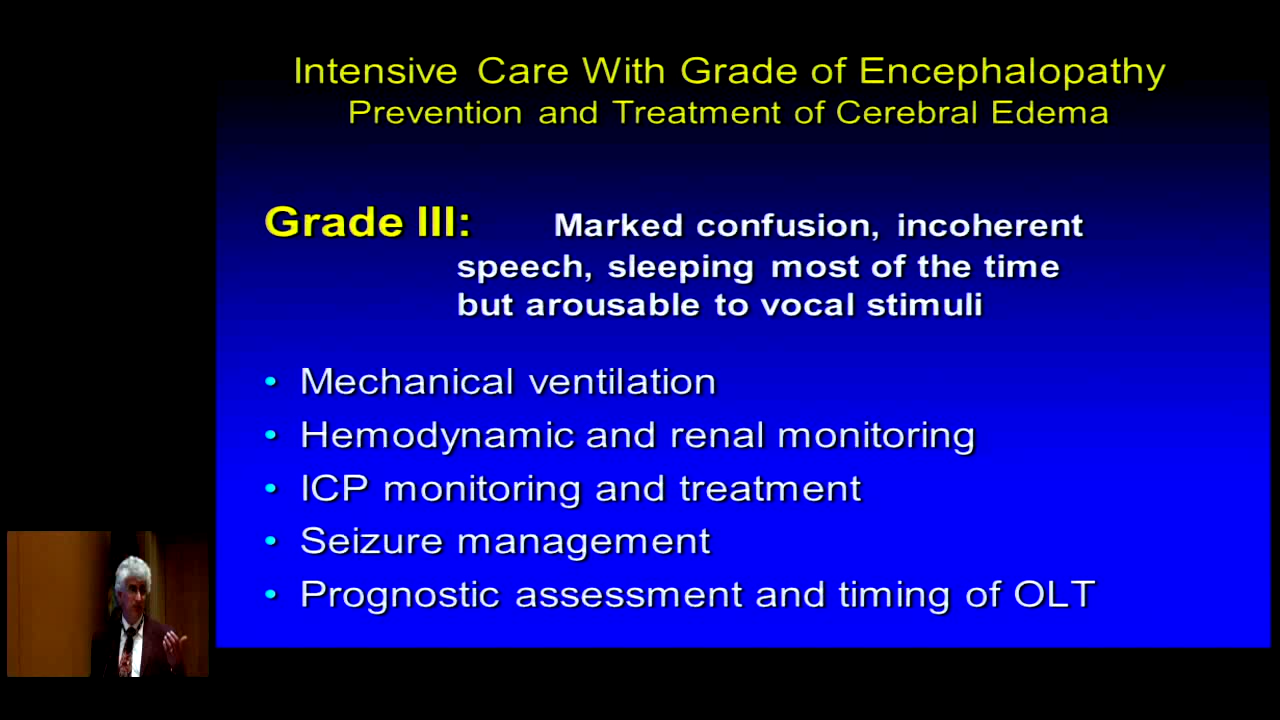 Intensive Care With Grade of Encephalopathy
Prevention and Treatment of Cerebral Edema
Grade III: Marked confusion, incoherent
speech, sleeping most of the time
but arousable to vocal stimuli
• Mechanical ventilation
• Hemodynamic and renal monitoring
• ICP monitoring and treatment
• Seizure management
• Prognostic assessment and timing of OLT